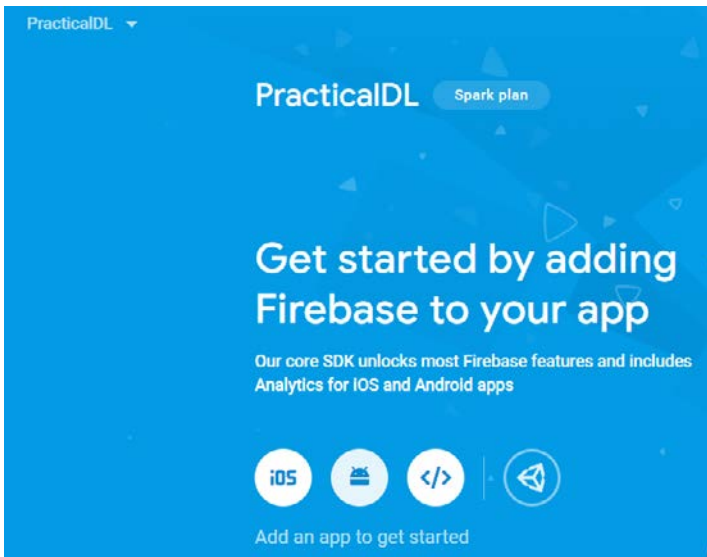 PracticalDL
PracticalDL Spark plan
Get started by adding
Firebase to your app
Our core SDK unlocks most Firebase features and includes
Analytics for iOS and Android apps
iOS </>
Add an app to get started